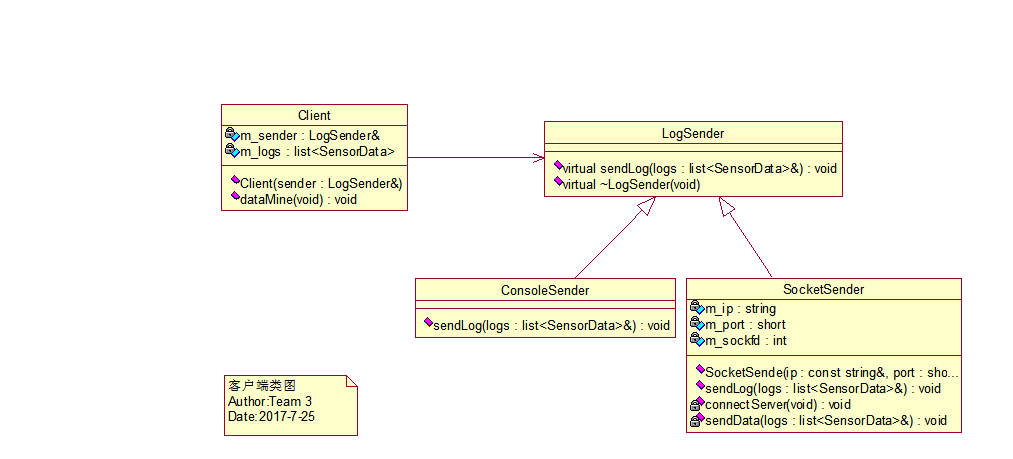 Client
m_sender : LogSender&
m_logs : list<SensorData>
Client(sender : LogSender&)
dataMine(void) : void
LogSender
virtual sendLog(logs : list<SensorData>&) : void
virtual ~LogSender(void)
ConsoleSender
sendLog(logs : list<SensorData>&) : void
SocketSender
m_ip : string
m_port : short
m_sockfd : int
SocketSende(ip : const string&, port : sho...
sendLog(logs : list<SensorData>&) : void
connectServer(void) : void
sendData(logs : list<SensorData>&) : void
客户端类图
Author:Team 3
Date:2017-7-25